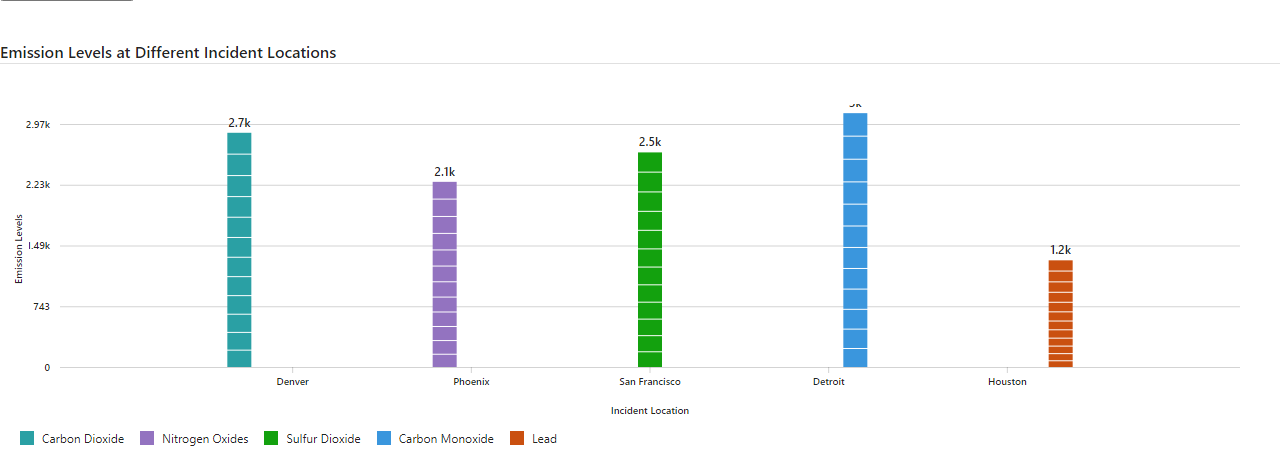 Emission Levels at Different Incident Locations
2.97k
2.23k
1.49k
743
0
Emission Levels
2.7k
2.1k
2.5k
3k
1.2k
Denver
Phoenix
San Francisco
Detroit
Houston
Incident Location
Carbon Dioxide
Nitrogen Oxides
Sulfur Dioxide
Carbon Monoxide
Lead